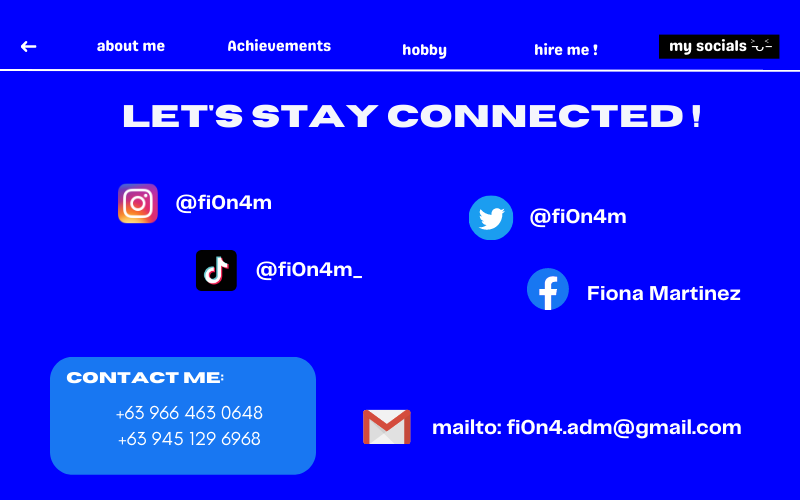 about me
Achievements
hobby
hire me !
my socials
LET'S STAY CONNECTED !
@fi0n4m
@fi0n4m
@fi0n4m_
Fiona Martinez
CONTACT ME:
+63 966 463 0648
+63 945 129 6968
mailto: fi0n4.adm@gmail.com